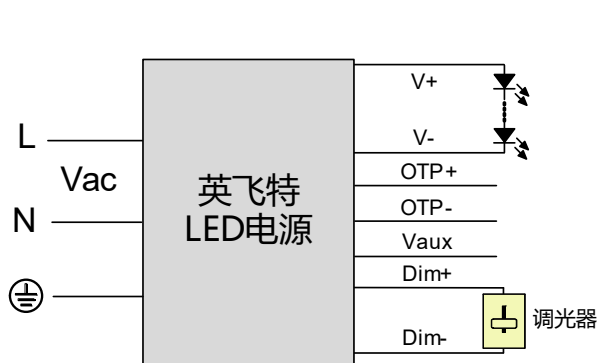 L
Vac
N
英飞特
LED电源
V+
V-
OTP+
OTP-
Vaux
Dim+
Dim-
调光器